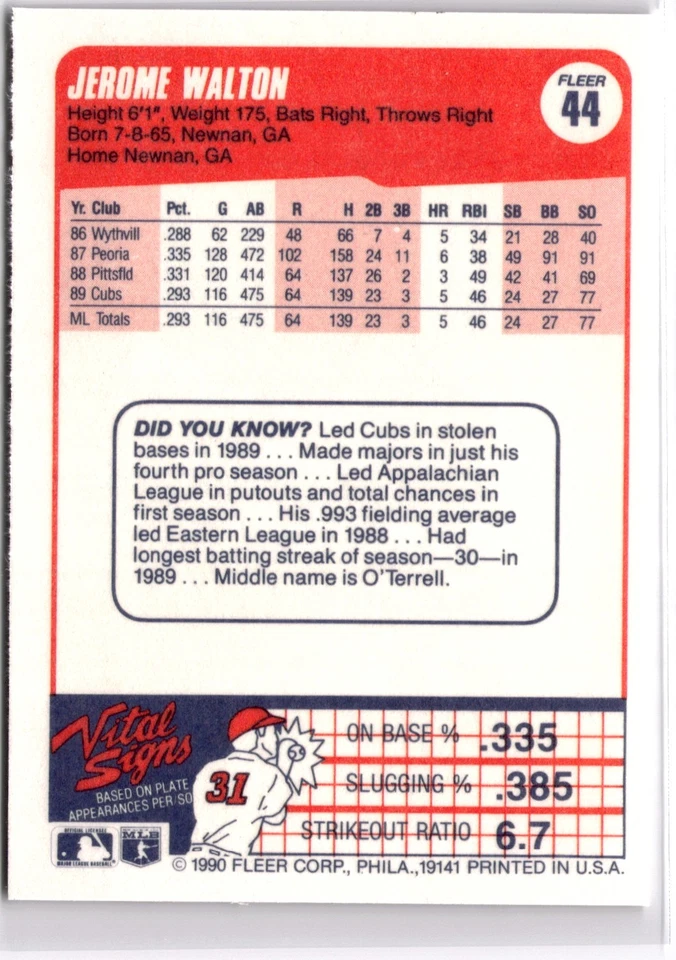 JEROME WALTON
FLEER
44
Height 6'1", Weight 175, Bats Right, Throws Right
Born 7-8-65, Newnan, GA
Home Newnan, GA
Yr. Club Pct. G AB R H 2B 3B HR RBI SB BB SO
86 Wythvill .288 62 229 48 66 7 4 5 34 21 28 40
87 Peoria .335 128 472 102 158 24 11 6 38 49 91 91
88 Pittsfld .331 120 414 64 137 26 2 3 49 42 41 69
89 Cubs .293 116 475 64 139 23 3 5 46 24 27 77
ML Totals .293 116 475 64 139 23 3 5 46 24 27 77
DID YOU KNOW? Led Cubs in stolen
bases in 1989 . . . Made majors in just his
fourth pro season . . . Led Appalachian
League in putouts and total chances in
first season . . . His .993 fielding average
led Eastern League in 1988 . . . Had
longest batting streak of season—30—in
1989 . . . Middle name is O'Terrell.
Vital
Signs
BASED ON PLATE
APPEARANCES PER/SO
31
ON BASE % .335
SLUGGING % .385
STRIKEOUT RATIO 6.7
OFFICIAL LICENSEE
MAJOR LEAGUE BASEBALL
MLB
© 1990 FLEER CORP., PHILA.,19141 PRINTED IN U.S.A.